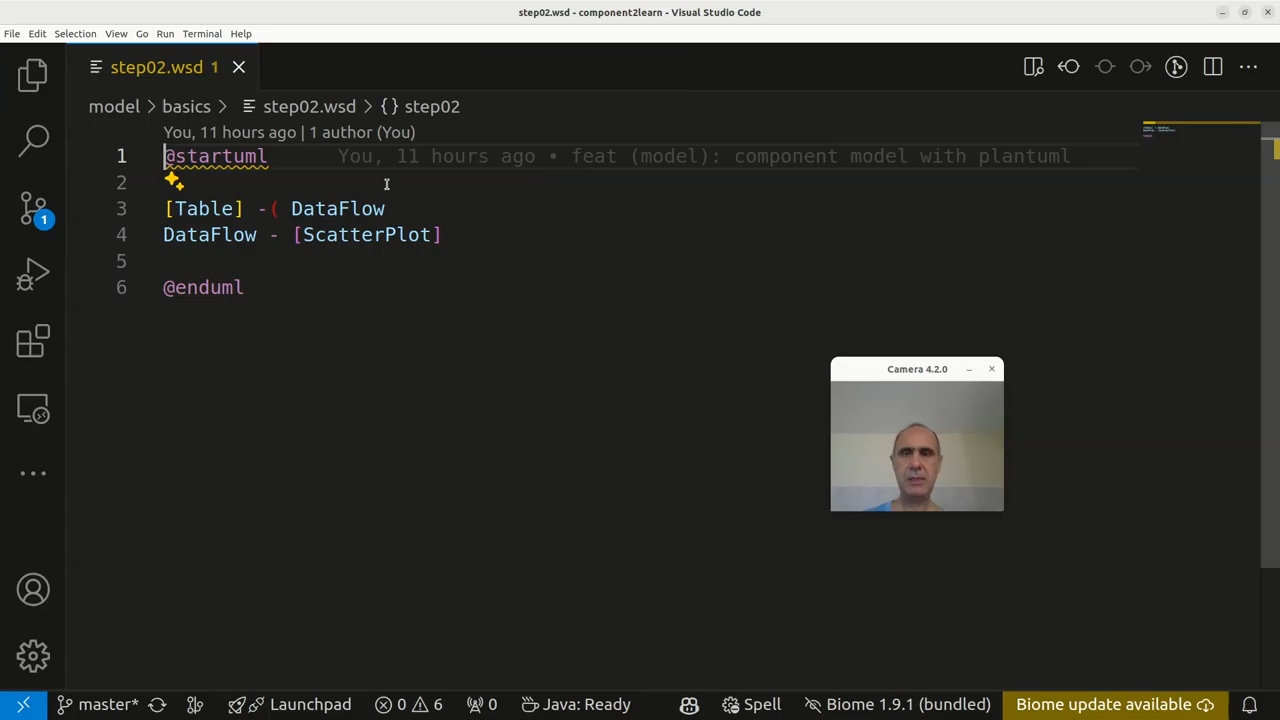 step02.wsd - component2learn - Visual Studio Code
File Edit Selection View Go Run Terminal Help
step02.wsd 1
model > basics > step02.wsd > {} step02
You, 11 hours ago | 1 author (You)
1 @startuml You, 11 hours ago • feat (model): component model with plantuml
2
3 [Table] -( DataFlow
4 DataFlow - [ScatterPlot]
5
6 @enduml
1
Camera 4.2.0
master* Launchpad 0 6 0 Java: Ready Spell Biome 1.9.1 (bundled) Biome update available